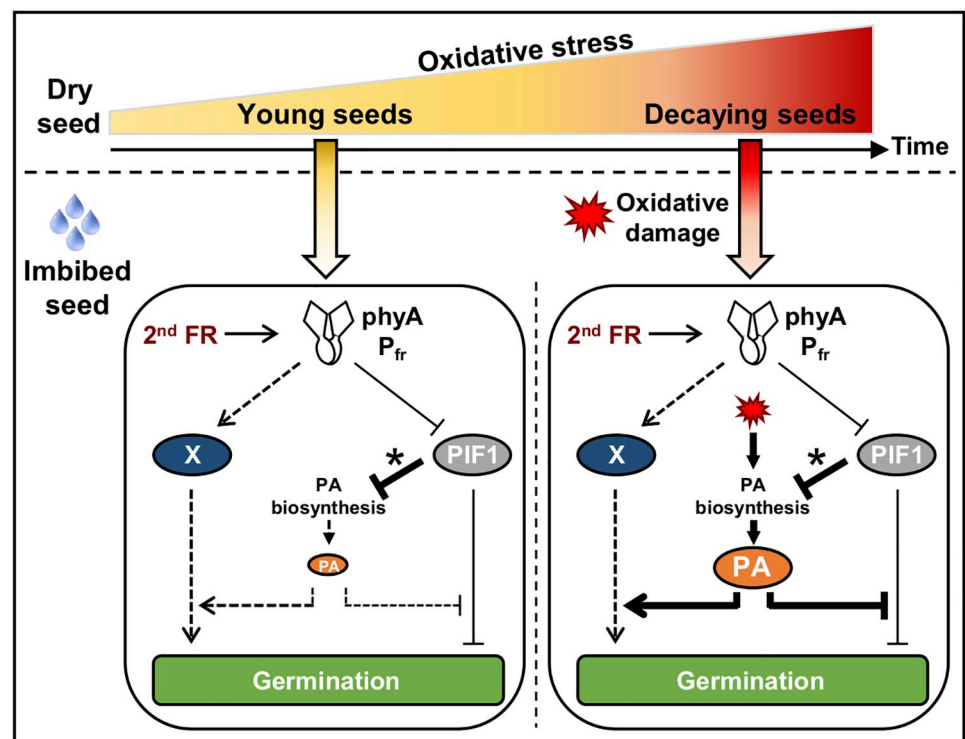 Oxidative stress
Dry
seed
Young seeds
Decaying seeds
Time
Imbibed
seed
Oxidative
damage
2nd FR
phyA
Pfr
X
PIF1
*
PA
biosynthesis
PA
Germination
2nd FR
phyA
Pfr
X
PIF1
*
PA
biosynthesis
PA
Germination